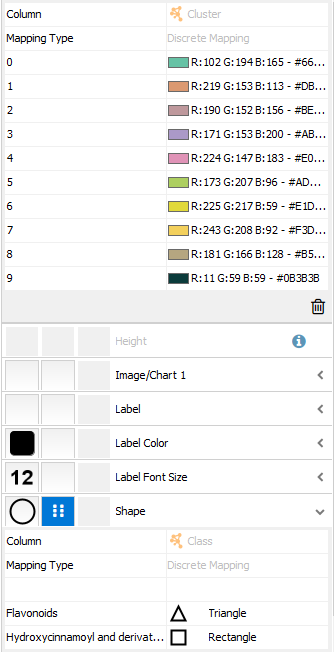 Column Cluster
Mapping Type Discrete Mapping
0 R:102 G:194 B:165 - #66...
1 R:219 G:153 B:113 - #DB...
2 R:190 G:152 B:156 - #BE...
3 R:171 G:153 B:200 - #AB...
4 R:224 G:147 B:183 - #E0...
5 R:173 G:207 B:96 - #AD...
6 R:225 G:217 B:59 - #E1D...
7 R:243 G:208 B:92 - #F3D...
8 R:181 G:166 B:128 - #B5...
9 R:11 G:59 B:59 - #0B3B3B
Height
Image/Chart 1
Label
Label Color
12 Label Font Size
Shape
Column Class
Mapping Type Discrete Mapping
Flavonoids Triangle
Hydroxycinnamoyl and derivat... Rectangle